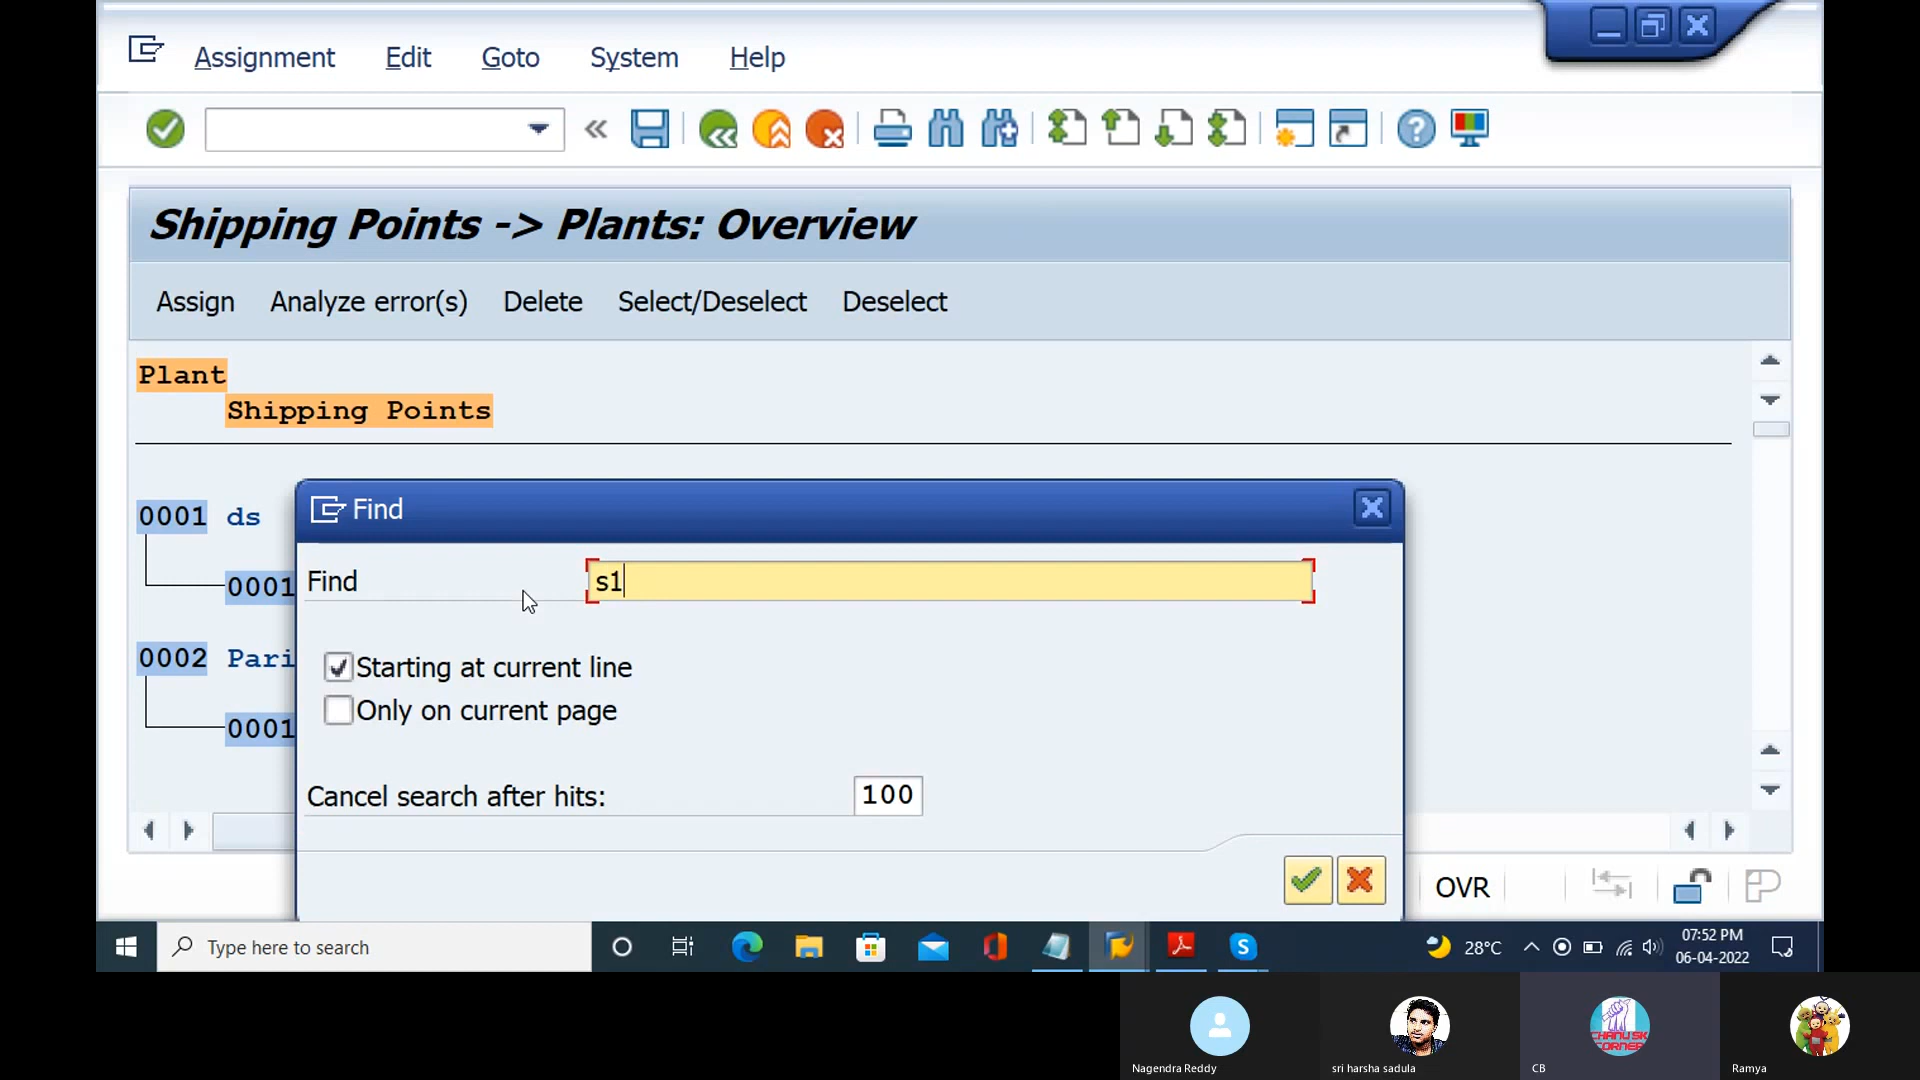 Assignment Edit Goto System Help
Shipping Points -> Plants: Overview
Assign Analyze error(s) Delete Select/Deselect Deselect
Plant
Shipping Points
0001 ds
0001
0002 Pari
0001
Find
Find s1
Starting at current line
Only on current page
Cancel search after hits: 100
OVR
Type here to search
28°C
07:52 PM
06-04-2022
CHANUSK
CORNER
Nagendra Reddy
sri harsha sadula
CB
Ramya